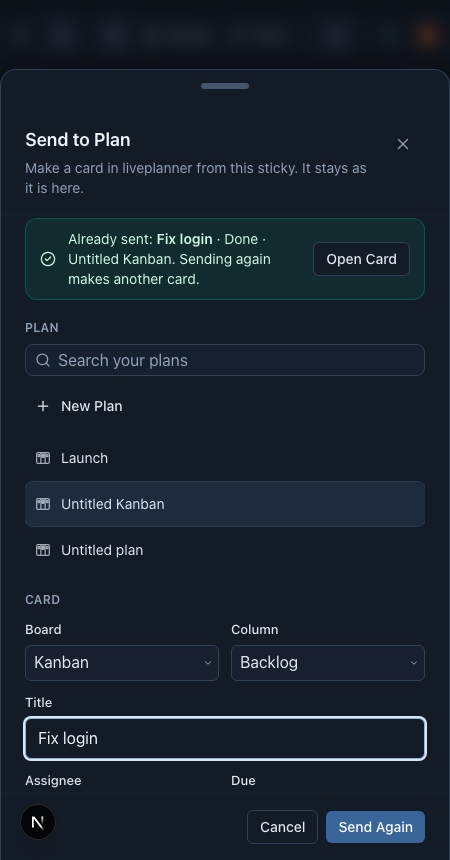 Send to Plan
Make a card in liveplanner from this sticky. It stays as
it is here.
Already sent: Fix login · Done ·
Untitled Kanban. Sending again
makes another card.
Open Card
PLAN
Search your plans
New Plan
Launch
Untitled Kanban
Untitled plan
CARD
Board
Column
Kanban
Backlog
Title
Fix login
Assignee
Due
N
Cancel
Send Again